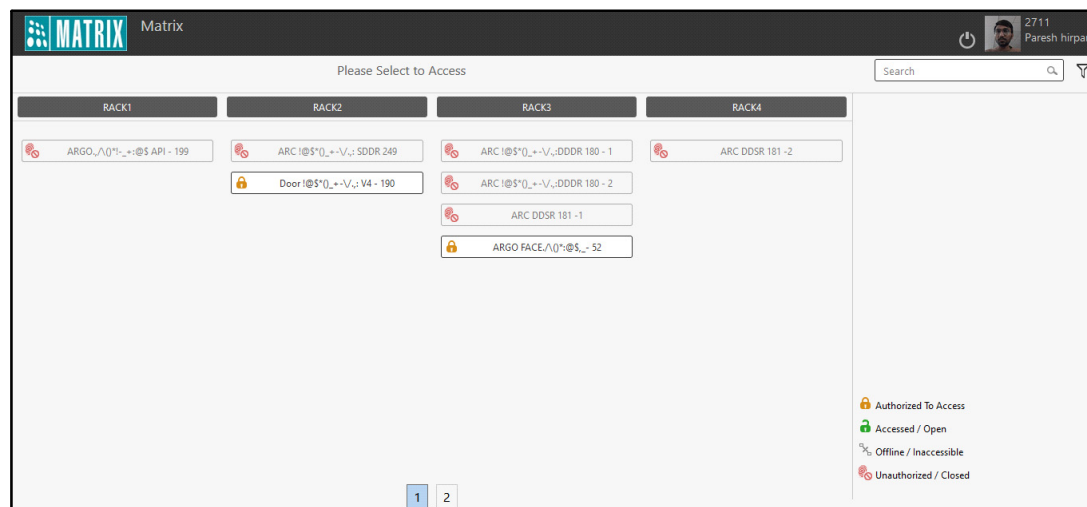 MATRIX
Matrix
2711
Paresh hirpar
Please Select to Access
Search
RACK1
RACK2
RACK3
RACK4
ARGO.,/\()*!-_+:@$ API - 199
ARC !@$*()_+-\/.,: SDDR 249
ARC !@$*()_+-\/.,:DDDR 180 - 1
ARC DDSR 181 -2
Door !@$*()_+-\/.,: V4 - 190
ARC !@$*()_+-\/.,:DDDR 180 - 2
ARC DDSR 181 -1
ARGO FACE./\()*:@$,_- 52
Authorized To Access
Accessed / Open
Offline / Inaccessible
Unauthorized / Closed
1 2